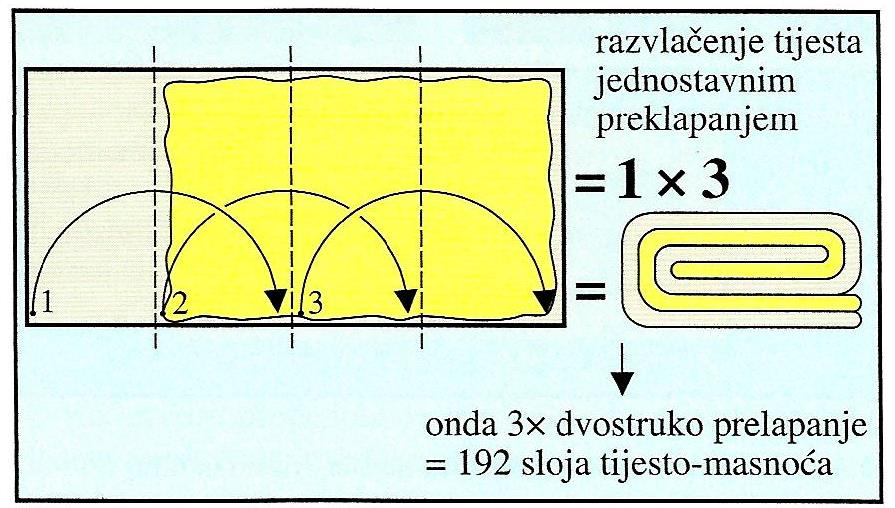 razvlačenje tijesta
jednostavnim
preklapanjem
= 1 × 3
1
2
3
=
onda 3× dvostruko prelapanje
= 192 sloja tijesto-masnoća